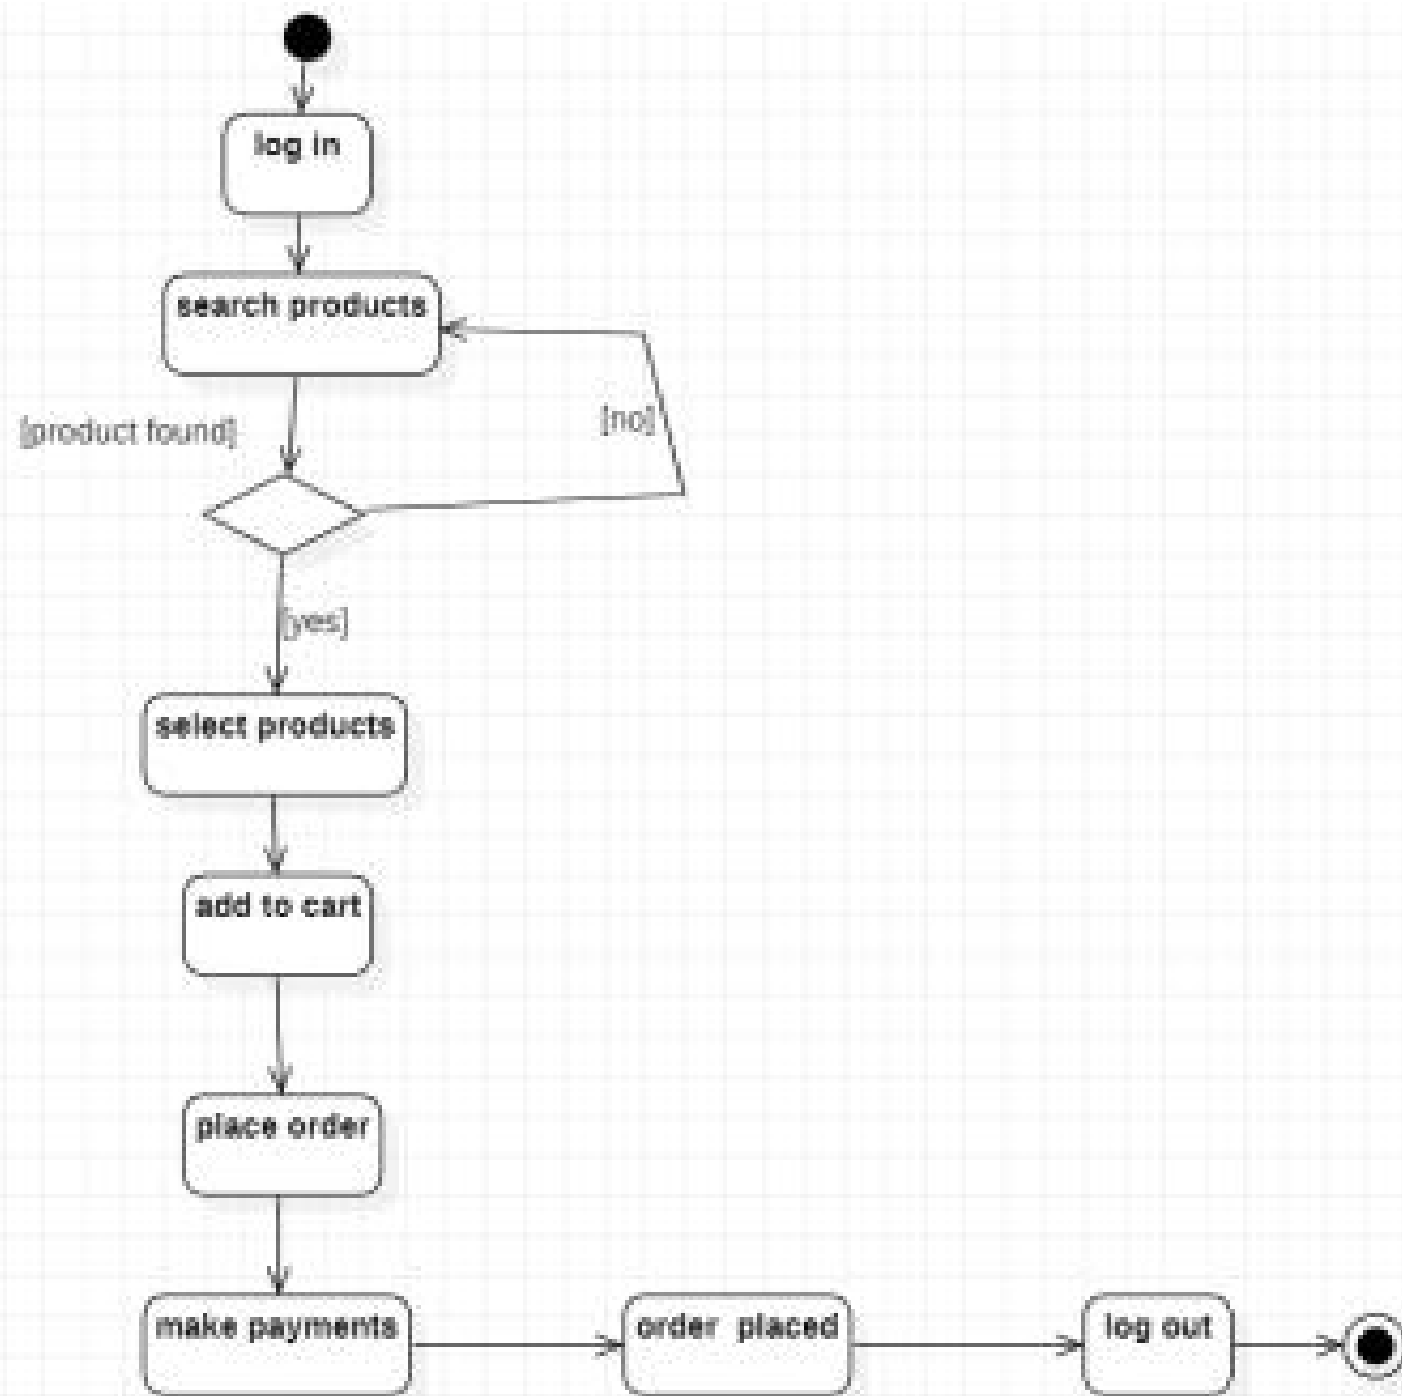 log in
search products
[product found]
[no]
[yes]
select products
add to cart
place order
make payments
order placed
log out